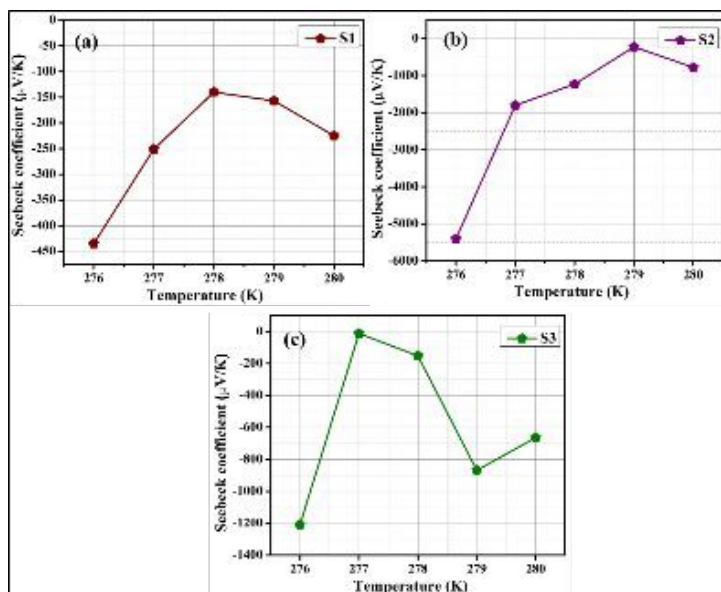 (a)
S1
Seebeck coefficient (µV/K)
0
-50
-100
-150
-200
-250
-300
-350
-400
-450
276 277 278 279 280
Temperature (K)
(b)
S2
Seebeck coefficient (µV/K)
0
-1000
-2000
-3000
-4000
-5000
-6000
276 277 278 279 280
Temperature (K)
(c)
S3
Seebeck coefficient (µV/K)
0
-200
-400
-600
-800
-1000
-1200
-1400
276 277 278 279 280
Temperature (K)